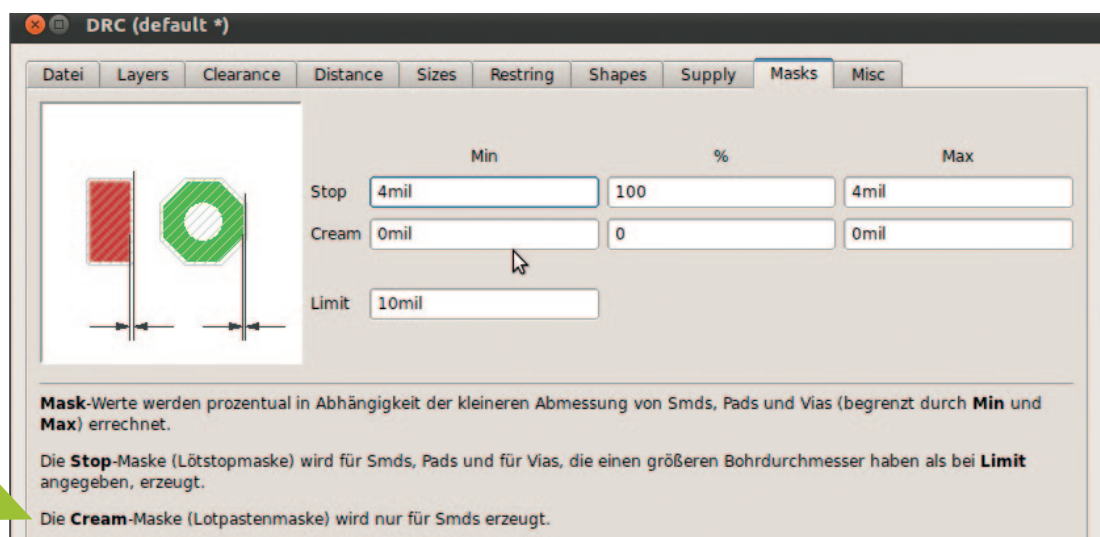 DRC (default *)
Datei Layers Clearance Distance Sizes Restring Shapes Supply Masks Misc
Min % Max
Stop 4mil 100 4mil
Cream 0mil 0 0mil
Limit 10mil
Mask-Werte werden prozentual in Abhängigkeit der kleineren Abmessung von Smds, Pads und Vias (begrenzt durch Min und
Max) errechnet.
Die Stop-Maske (Lötstopmaske) wird für Smds, Pads und für Vias, die einen größeren Bohrdurchmesser haben als bei Limit
angegeben, erzeugt.
Die Cream-Maske (Lotpastenmaske) wird nur für Smds erzeugt.